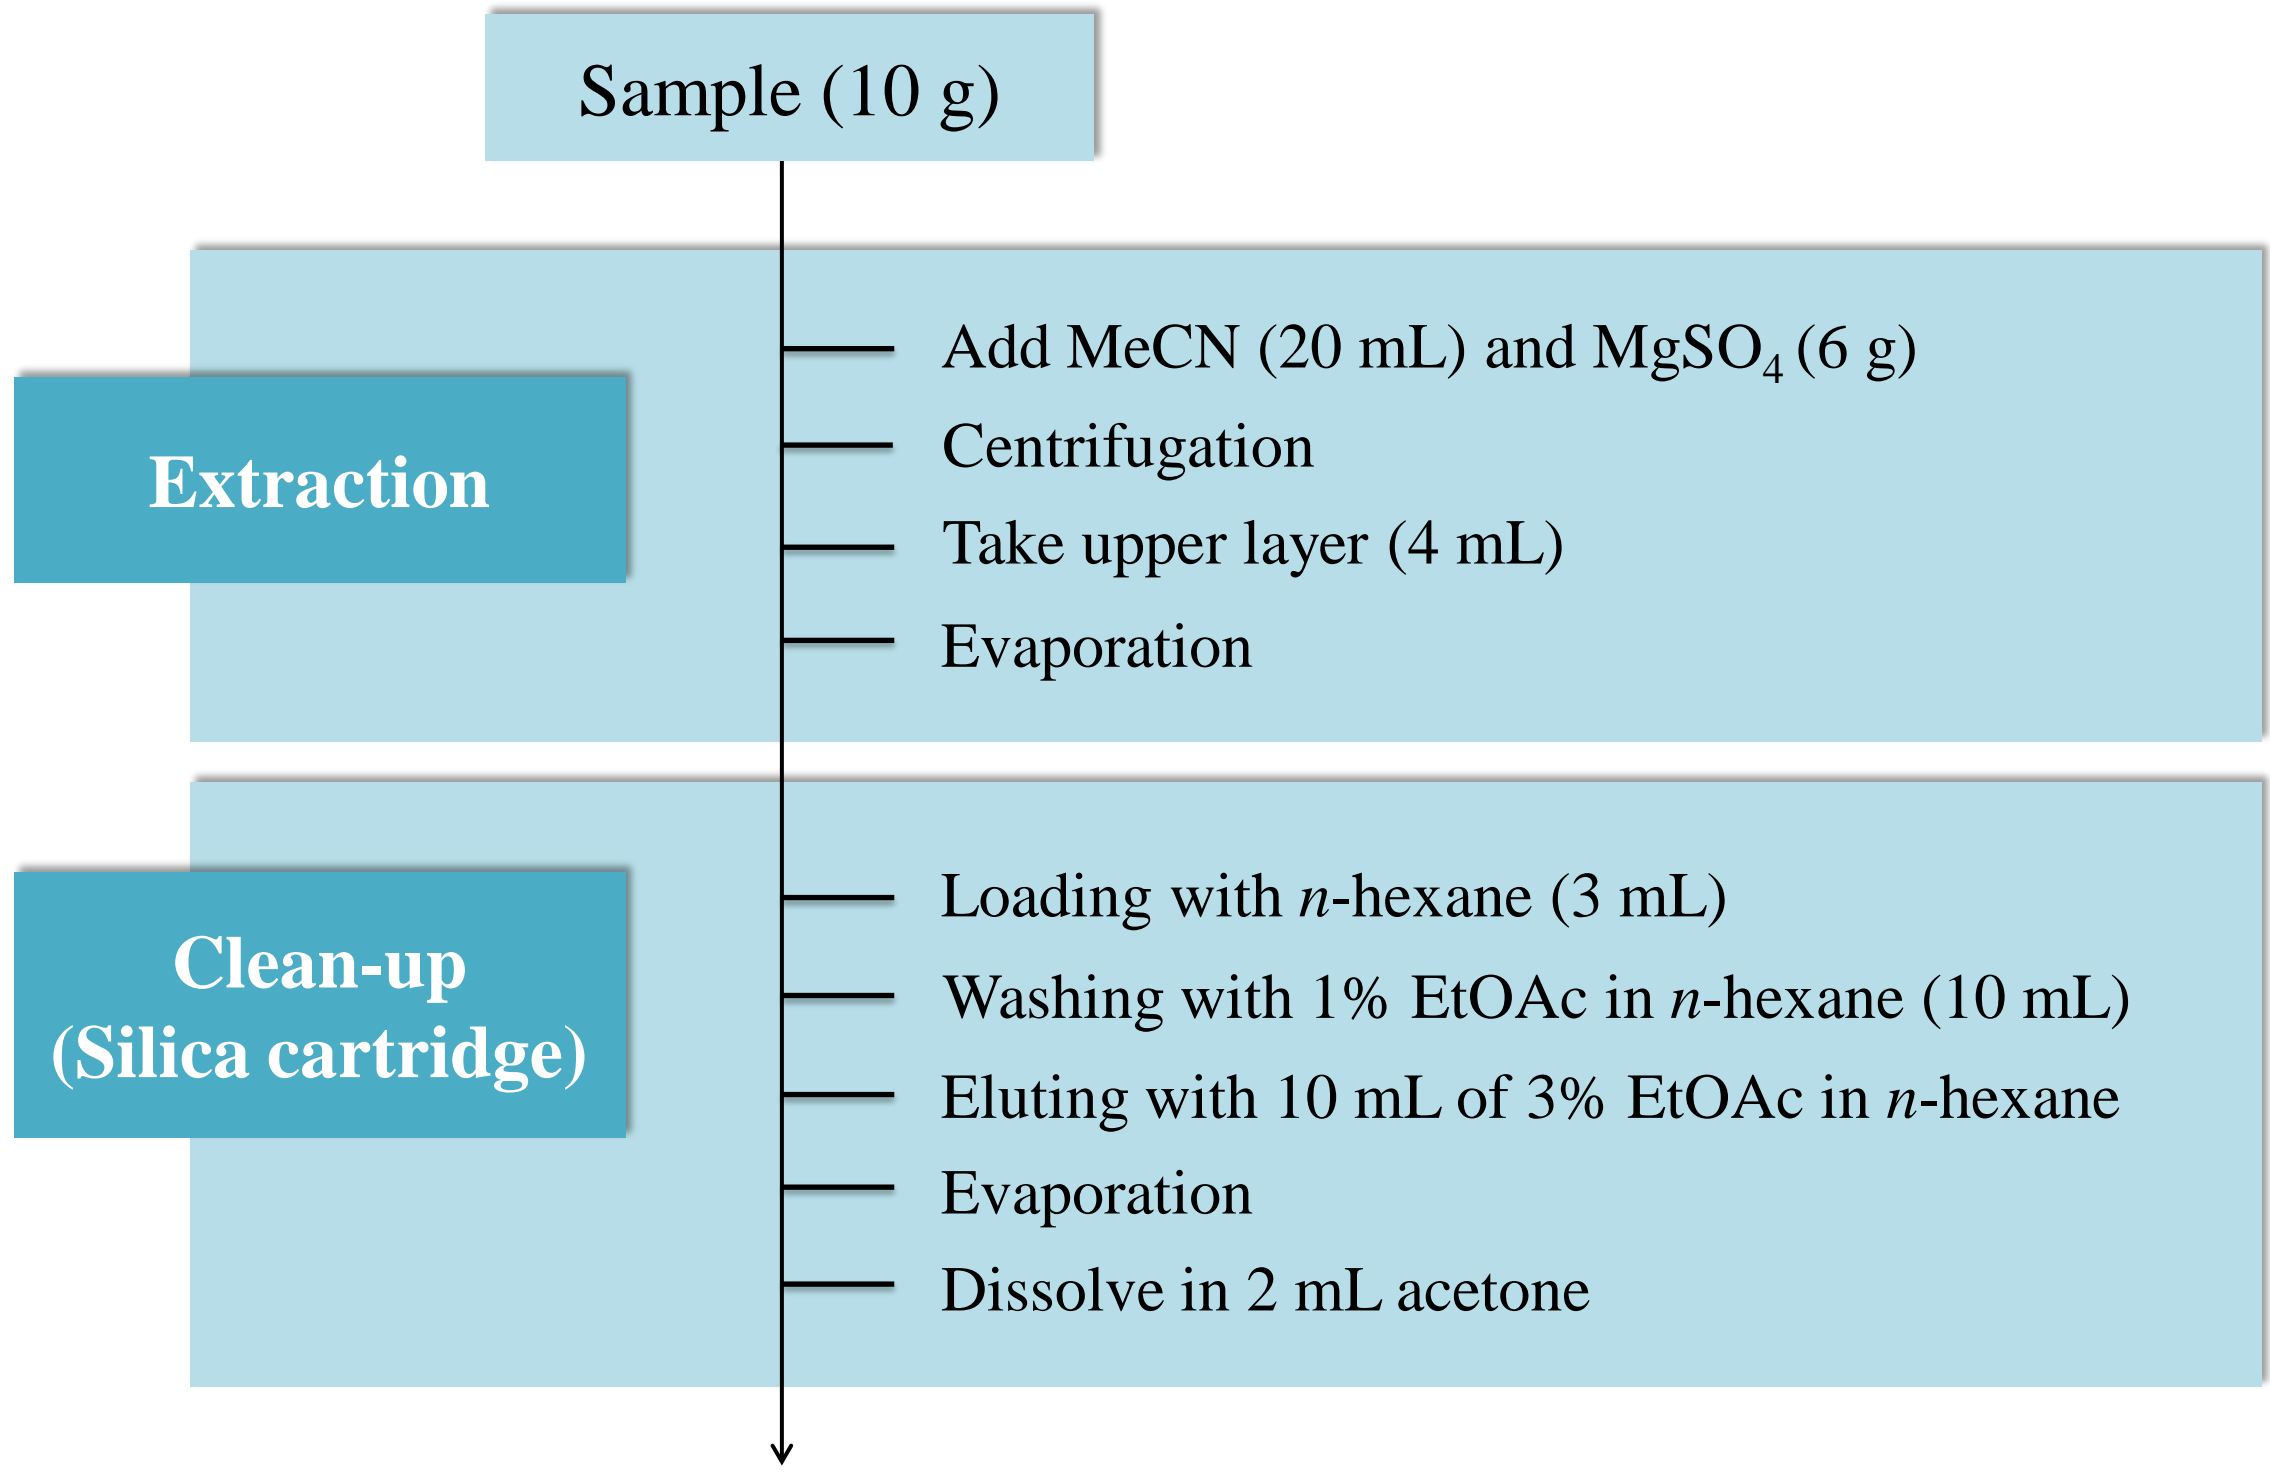 Sample (10 g)
Extraction
Add MeCN (20 mL) and MgSO₄ (6 g)
Centrifugation
Take upper layer (4 mL)
Evaporation
Clean-up
(Silica cartridge)
Loading with n-hexane (3 mL)
Washing with 1% EtOAc in n-hexane (10 mL)
Eluting with 10 mL of 3% EtOAc in n-hexane
Evaporation
Dissolve in 2 mL acetone